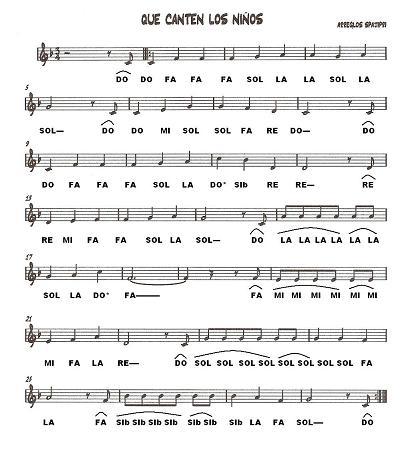 QUE CANTEN LOS NIÑOS
ARREGLOS SPATIPRI
DO DO FA FA FA SOL LA LA SOL LA
5
SOL— DO DO MI SOL SOL FA RE DO— DO
9
DO FA FA FA SOL LA DO* SIb RE RE— RE
13
RE MI FA FA SOL LA SOL— DO LA LA LA LA LA LA
17
SOL LA DO* FA— FA MI MI MI MI MI
21
MI FA LA RE— DO SOL SOL SOL SOL SOL SOL SOL FA
25
LA FA SIb SIb SIb SIb SIb SIb SIb LA FA SOL— DO